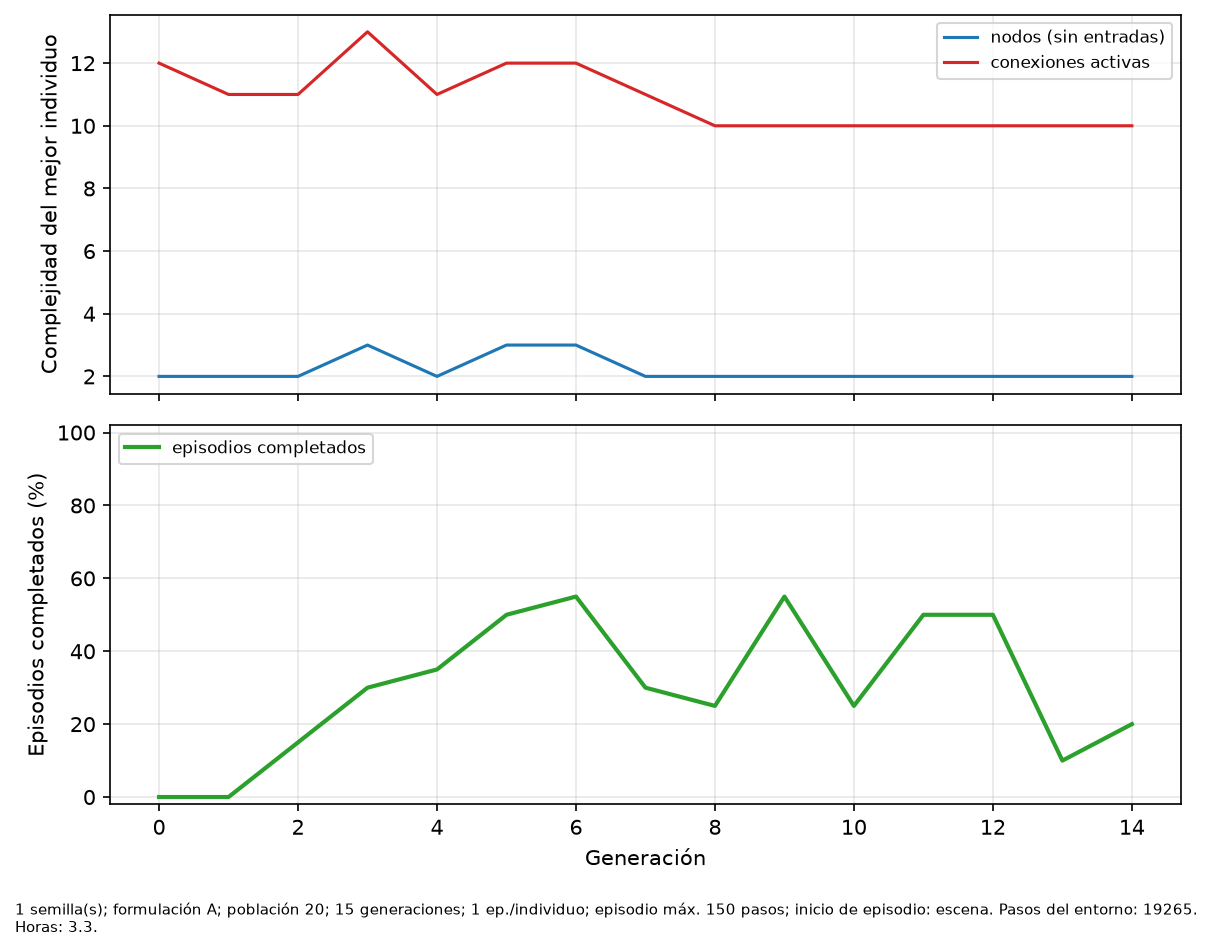 Complejidad del mejor individuo
12
10
8
6
4
2
nodos (sin entradas)
conexiones activas
Episodios completados (%)
100
80
60
40
20
0
episodios completados
0 2 4 6 8 10 12 14
Generación
1 semilla(s); formulación A; población 20; 15 generaciones; 1 ep./individuo; episodio máx. 150 pasos; inicio de episodio: escena. Pasos del entorno: 19265.
Horas: 3.3.